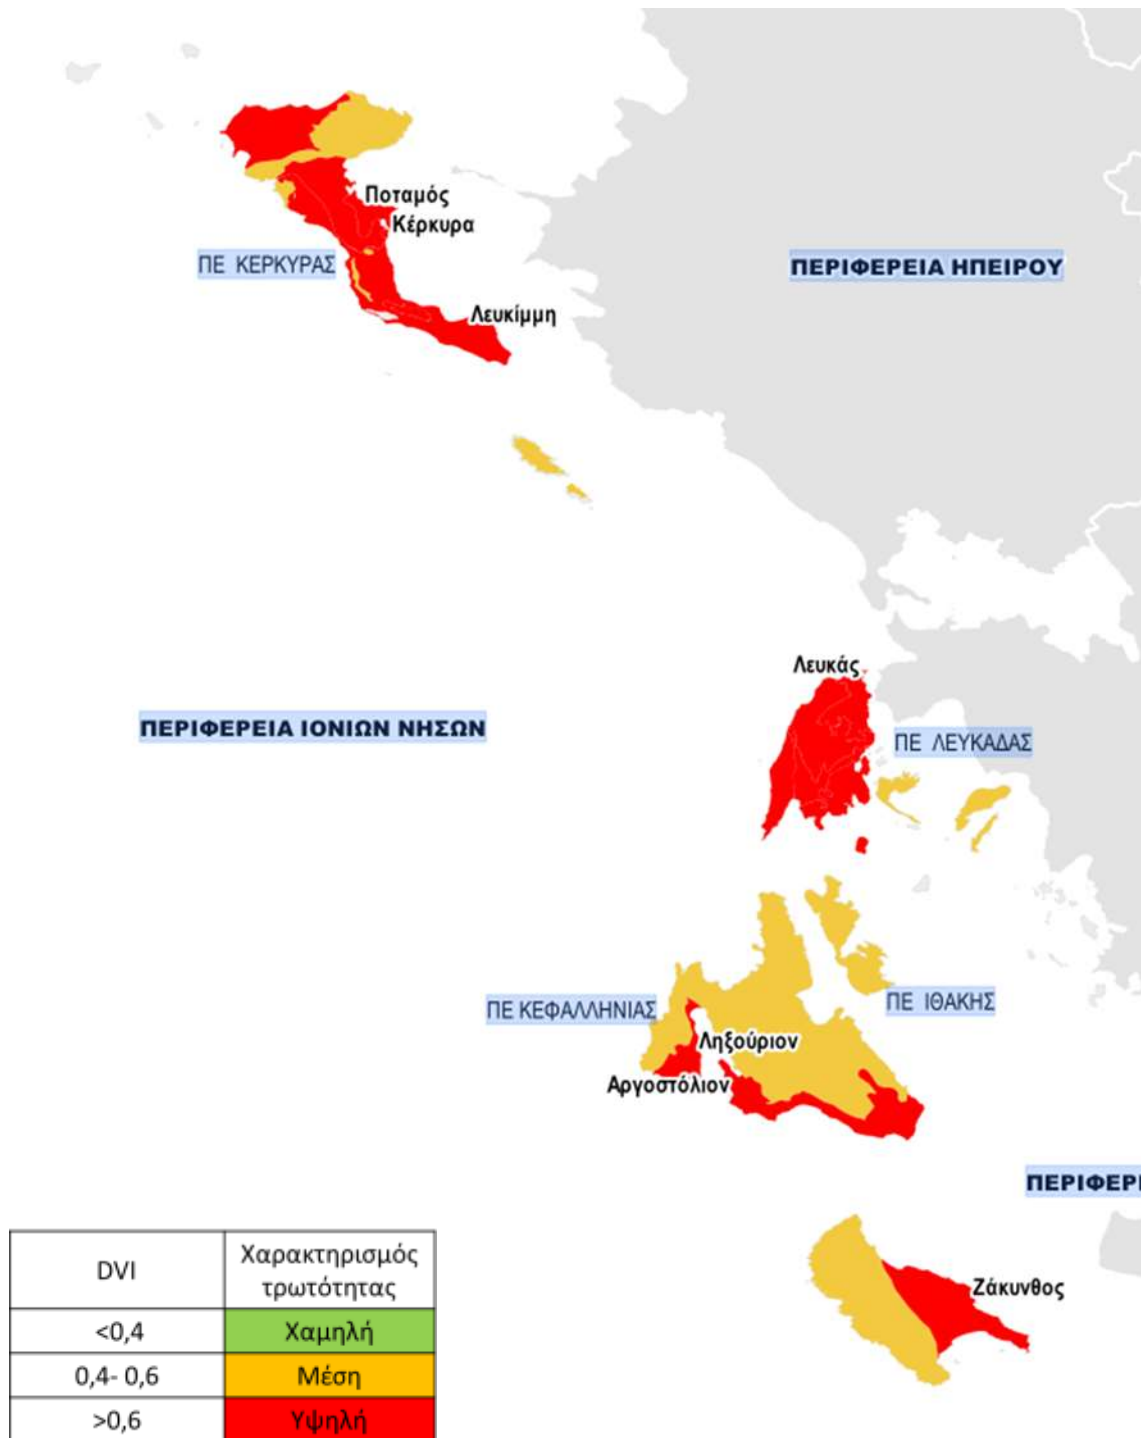 Ποταμός
Κέρκυρα
ΠΕ ΚΕΡΚΥΡΑΣ
ΠΕΡΙΦΕΡΕΙΑ ΗΠΕΙΡΟΥ
Λευκίμμη
Λευκάς
ΠΕΡΙΦΕΡΕΙΑ ΙΟΝΙΩΝ ΝΗΣΩΝ
ΠΕ ΛΕΥΚΑΔΑΣ
ΠΕ ΚΕΦΑΛΛΗΝΙΑΣ
ΠΕ ΙΘΑΚΗΣ
Ληξούριον
Αργοστόλιον
ΠΕΡΙΦΕΡΙ
Ζάκυνθος
DVI
Χαρακτηρισμός
τρωτότητας
<0,4
Χαμηλή
0,4- 0,6
Μέση
>0,6
Υψηλή